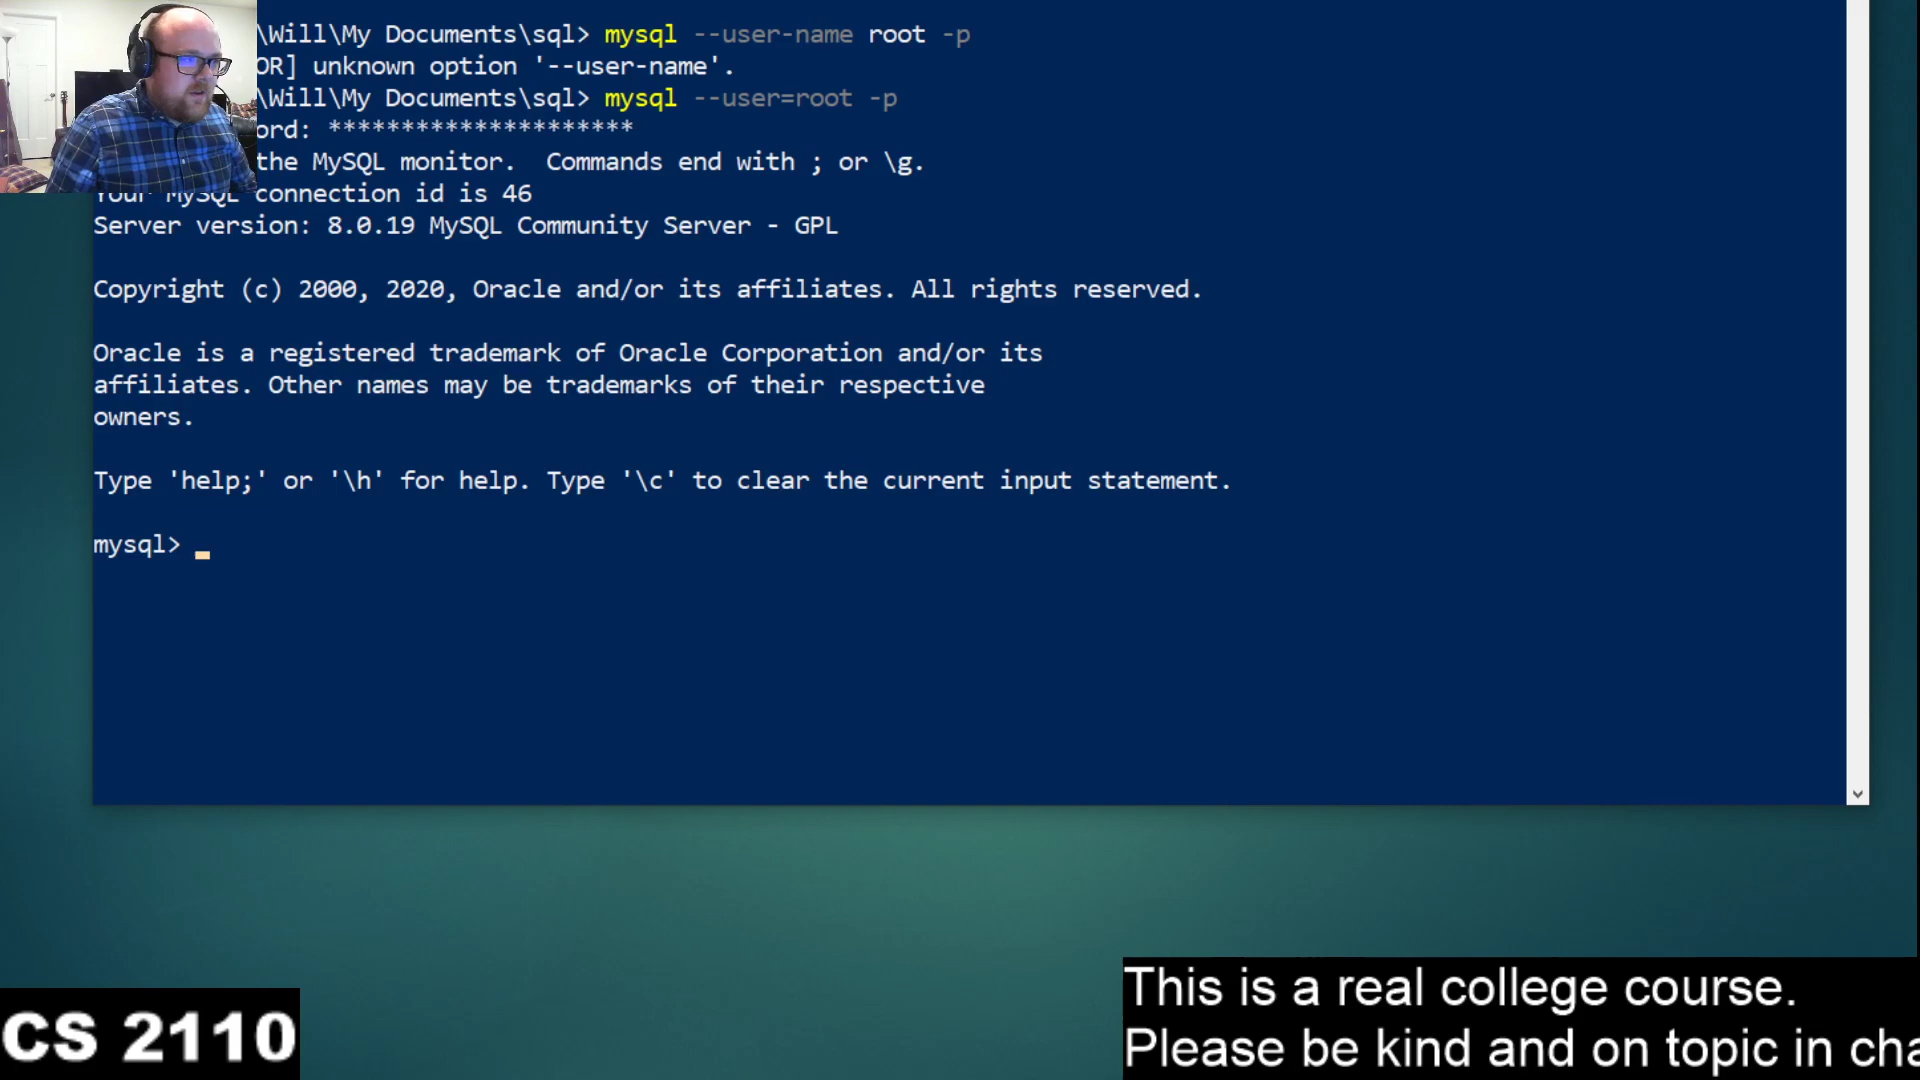 \Will\My Documents\sql> mysql --user-name root -p
OR] unknown option '--user-name'.
\Will\My Documents\sql> mysql --user=root -p
ord: *********************
the MySQL monitor.  Commands end with ; or \g.
Your MySQL connection id is 46
Server version: 8.0.19 MySQL Community Server - GPL
Copyright (c) 2000, 2020, Oracle and/or its affiliates. All rights reserved.
Oracle is a registered trademark of Oracle Corporation and/or its
affiliates. Other names may be trademarks of their respective
owners.
Type 'help;' or '\h' for help. Type '\c' to clear the current input statement.
mysql> _
CS 2110
This is a real college course.
Please be kind and on topic in cha